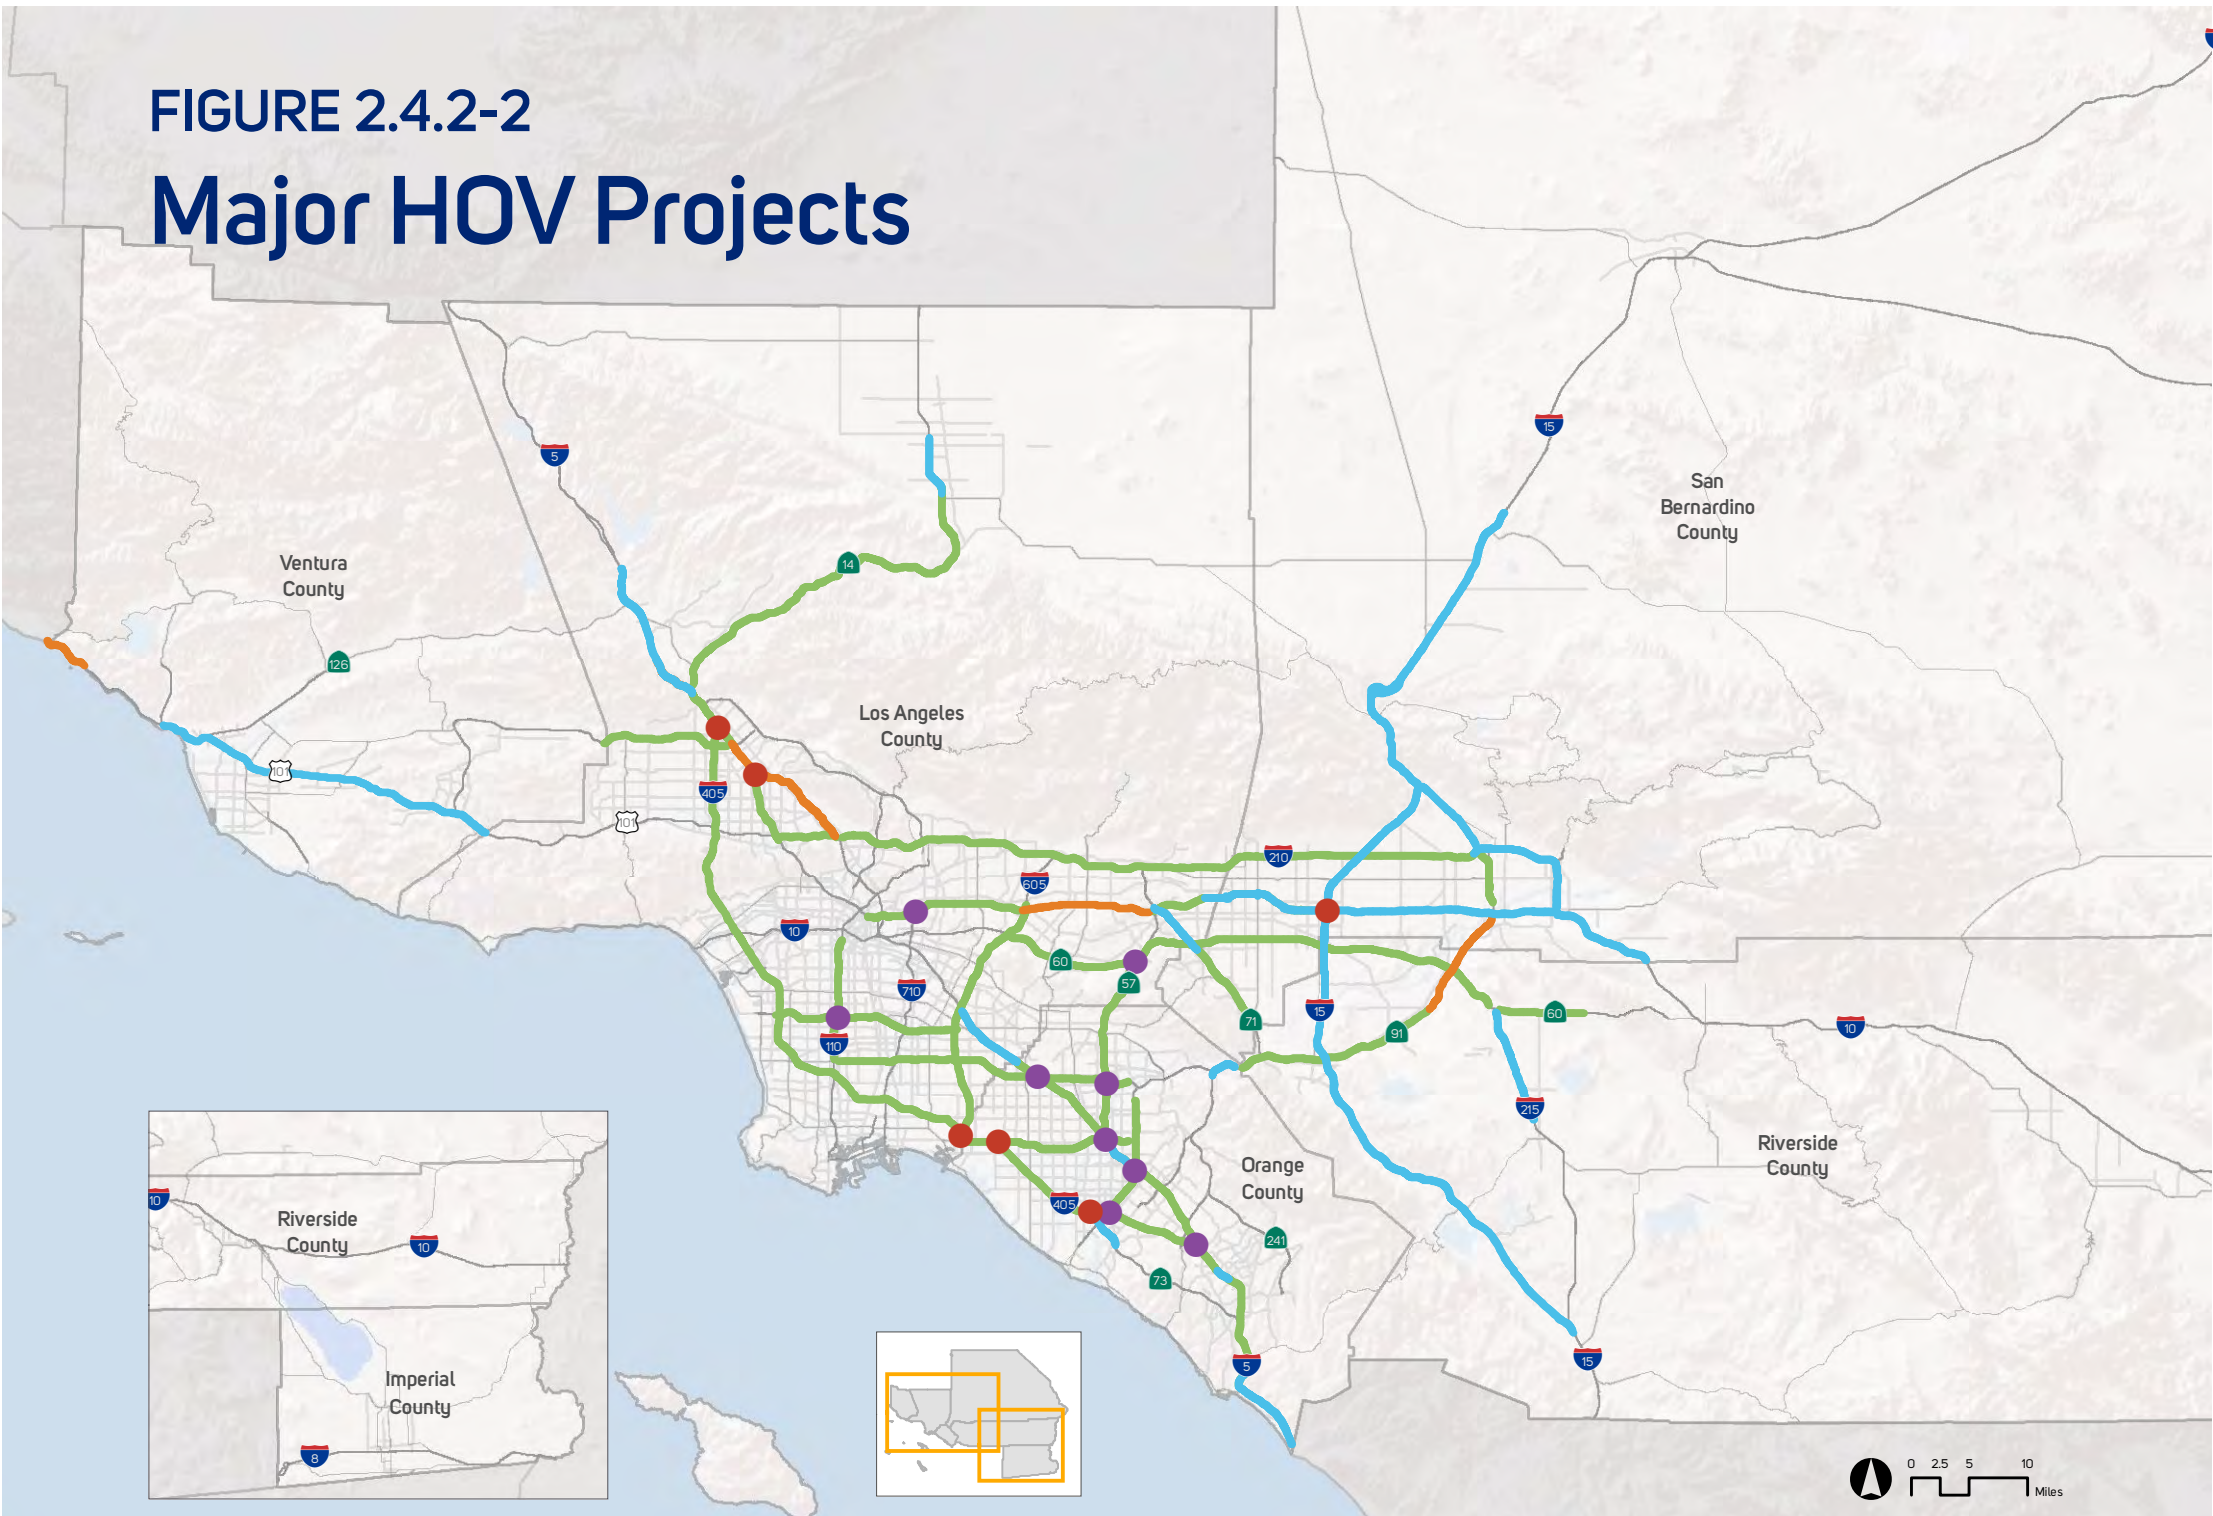 FIGURE 2.4.2-2
Major HOV Projects
15
5
San
Bernardino
County
Ventura
County
14
126
Los Angeles
County
101
405
101
210
605
10
60
57
710
15
71
60
91
10
110
215
Riverside
County
Orange
County
405
241
73
5
15
10
Riverside
County
10
Imperial
County
8
0 2.5 5 10
Miles